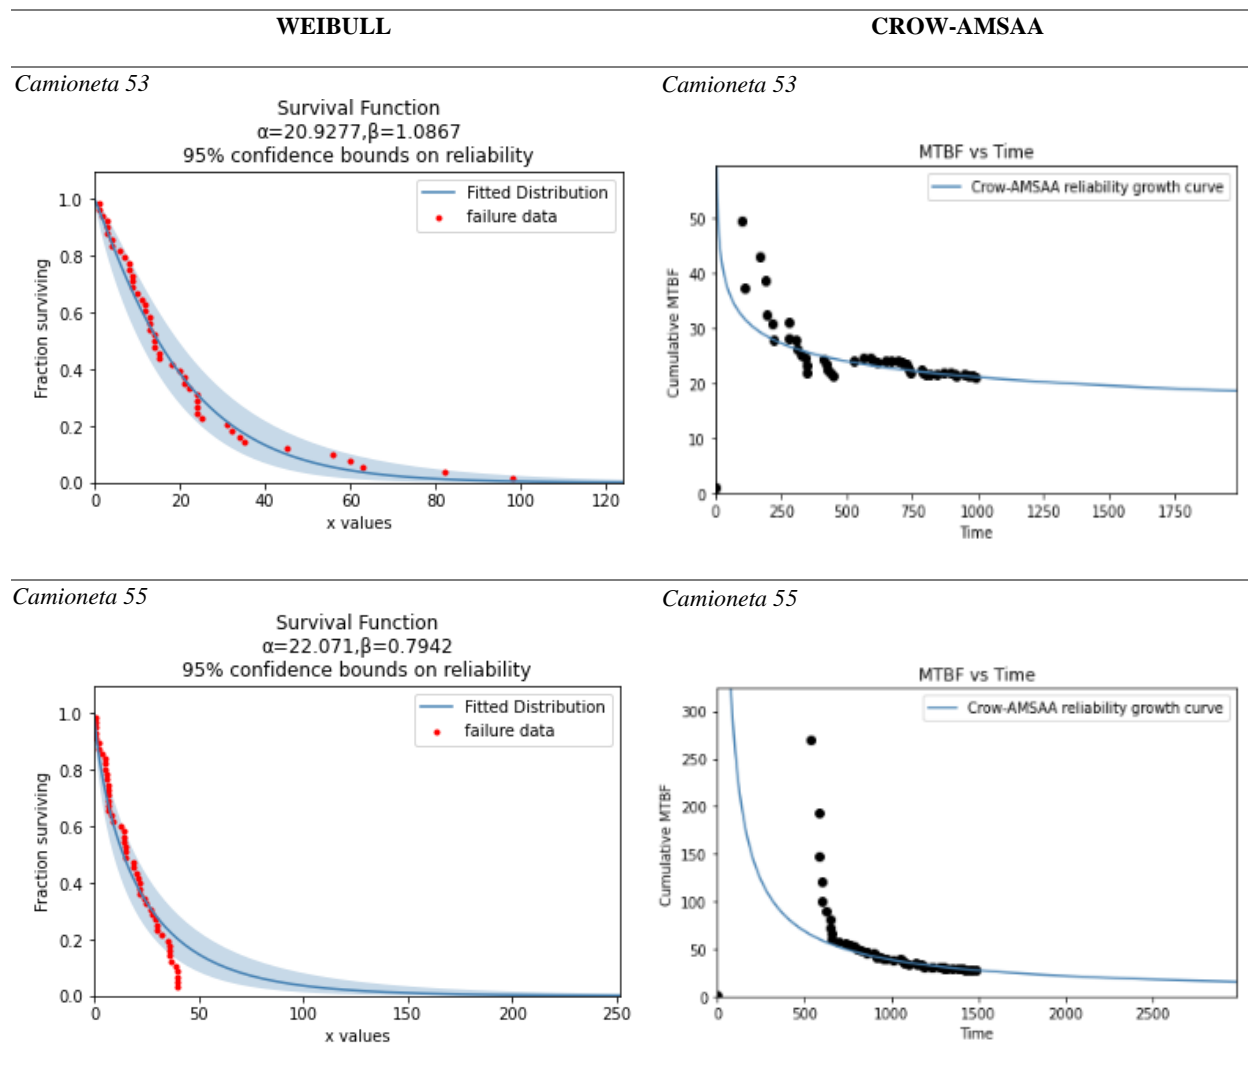 WEIBULL
CROW-AMSAA
Camioneta 53
Survival Function
α=20.9277,β=1.0867
95% confidence bounds on reliability
Fitted Distribution
failure data
Fraction surviving
1.0
0.8
0.6
0.4
0.2
0.0
0 20 40 60 80 100 120
x values
Camioneta 53
MTBF vs Time
Crow-AMSAA reliability growth curve
Cumulative MTBF
50
40
30
20
10
0
0 250 500 750 1000 1250 1500 1750
Time
Camioneta 55
Survival Function
α=22.071,β=0.7942
95% confidence bounds on reliability
Fitted Distribution
failure data
Fraction surviving
1.0
0.8
0.6
0.4
0.2
0.0
0 50 100 150 200 250
x values
Camioneta 55
MTBF vs Time
Crow-AMSAA reliability growth curve
Cumulative MTBF
300
250
200
150
100
50
0
0 500 1000 1500 2000 2500
Time